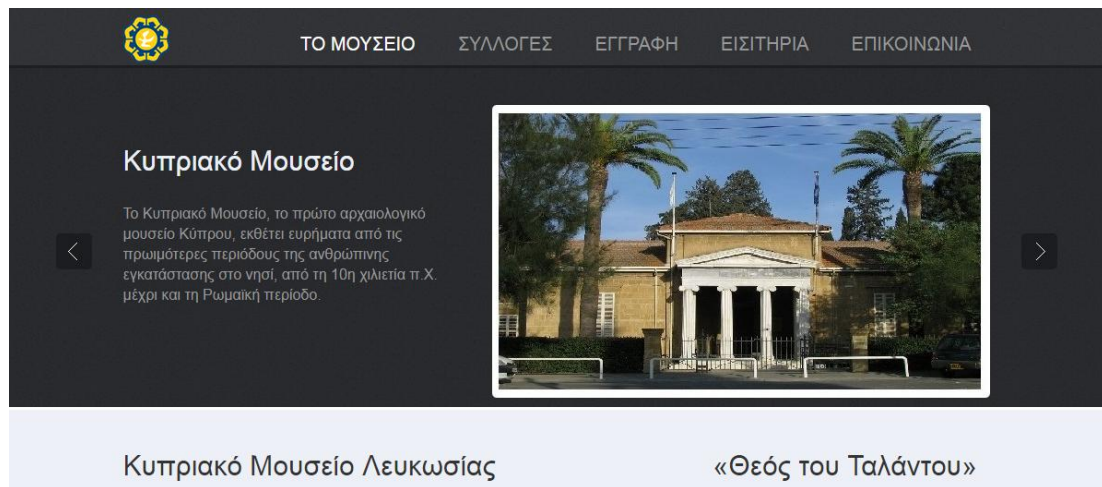 ΤΟ ΜΟΥΣΕΙΟ ΣΥΛΛΟΓΕΣ ΕΓΓΡΑΦΗ ΕΙΣΙΤΗΡΙΑ ΕΠΙΚΟΙΝΩΝΙΑ
Κυπριακό Μουσείο
Το Κυπριακό Μουσείο, το πρώτο αρχαιολογικό
μουσείο Κύπρου, εκθέτει ευρήματα από τις
πρωιμότερες περιόδους της ανθρώπινης
εγκατάστασης στο νησί, από τη 10η χιλιετία π.Χ.
μέχρι και τη Ρωμαϊκή περίοδο.
Κυπριακό Μουσείο Λευκωσίας
«Θεός του Ταλάντου»